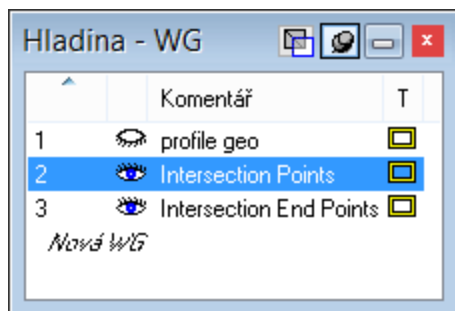 Hladina - WG
Komentář T
1 profile geo
2 Intersection Points
3 Intersection End Points
Nová WG